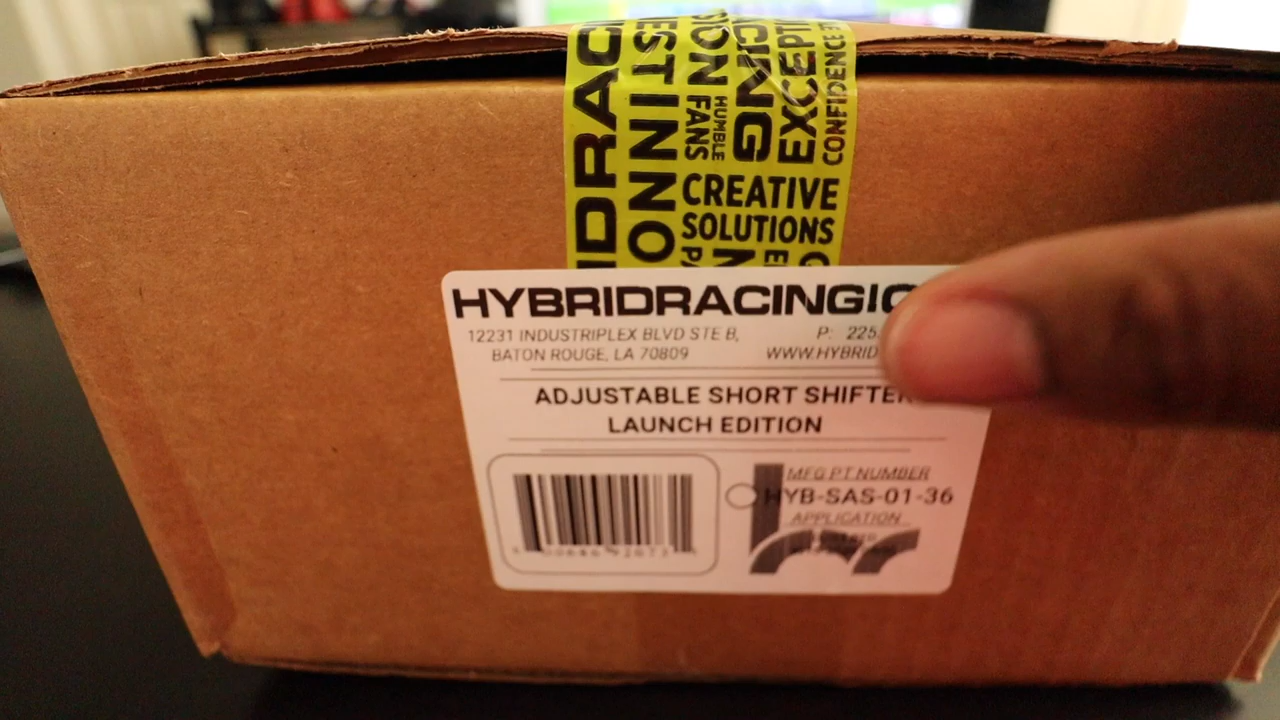 HYBRIDRACING
12231 INDUSTRIPLEX BLVD STE B,
BATON ROUGE, LA 70809
P: 225
WWW.HYBRID
ADJUSTABLE SHORT SHIFTER
LAUNCH EDITION
MFG PT NUMBER
HYB-SAS-01-36
APPLICATION
HUMBLE
FANS
EXCEPT
CONFIDENCE
CREATIVE
SOLUTIONS